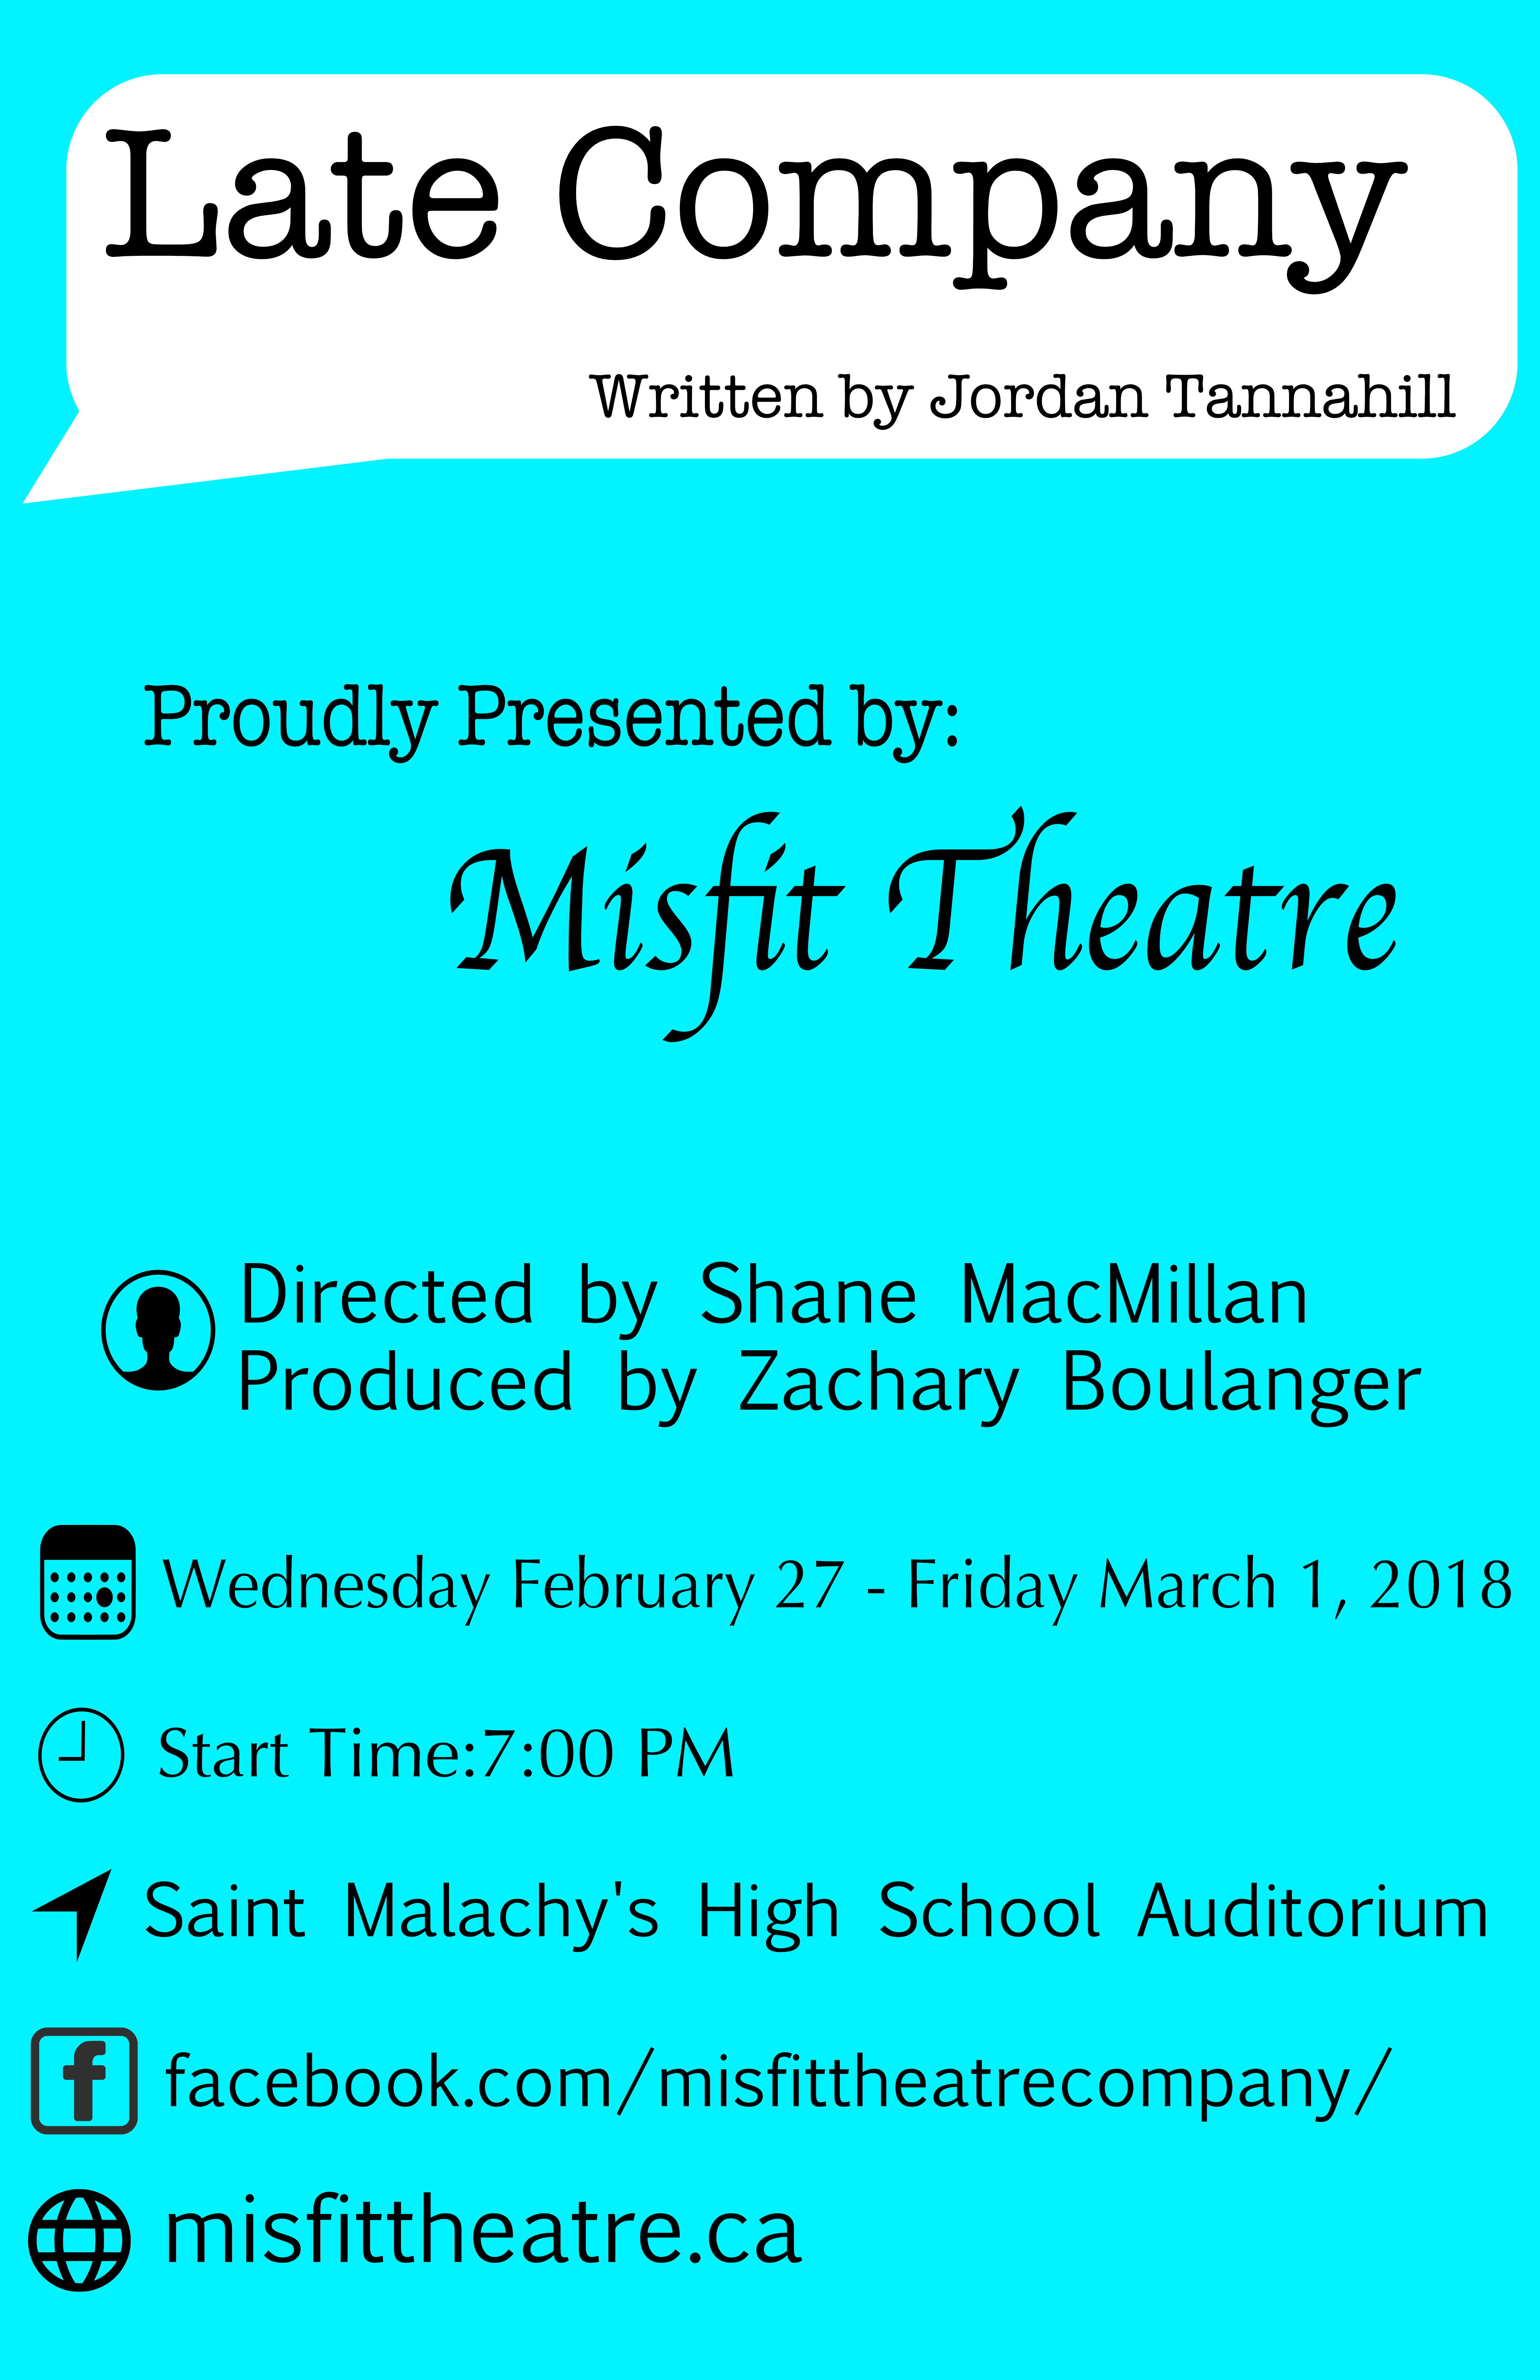 Late Company
Written by Jordan Tannahill
Proudly Presented by:
Misfit Theatre
Directed by Shane MacMillan
Produced by Zachary Boulanger
Wednesday February 27 - Friday March 1, 2018
Start Time:7:00 PM
Saint Malachy's High School Auditorium
f facebook.com/misfittheatrecompany/
misfittheatre.ca